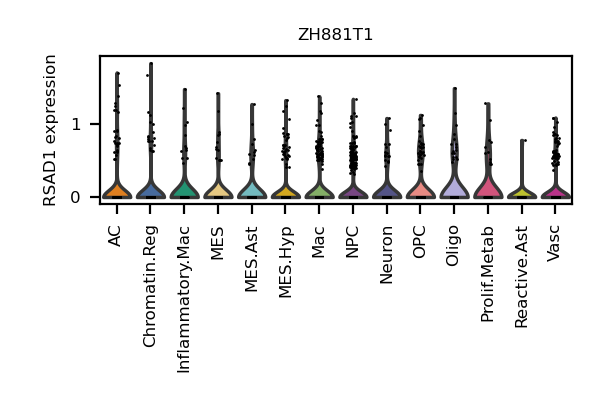 ZH881T1
RSAD1 expression
1
0
AC
Chromatin.Reg
Inflammatory.Mac
MES
MES.Ast
MES.Hyp
Mac
NPC
Neuron
OPC
Oligo
Prolif.Metab
Reactive.Ast
Vasc